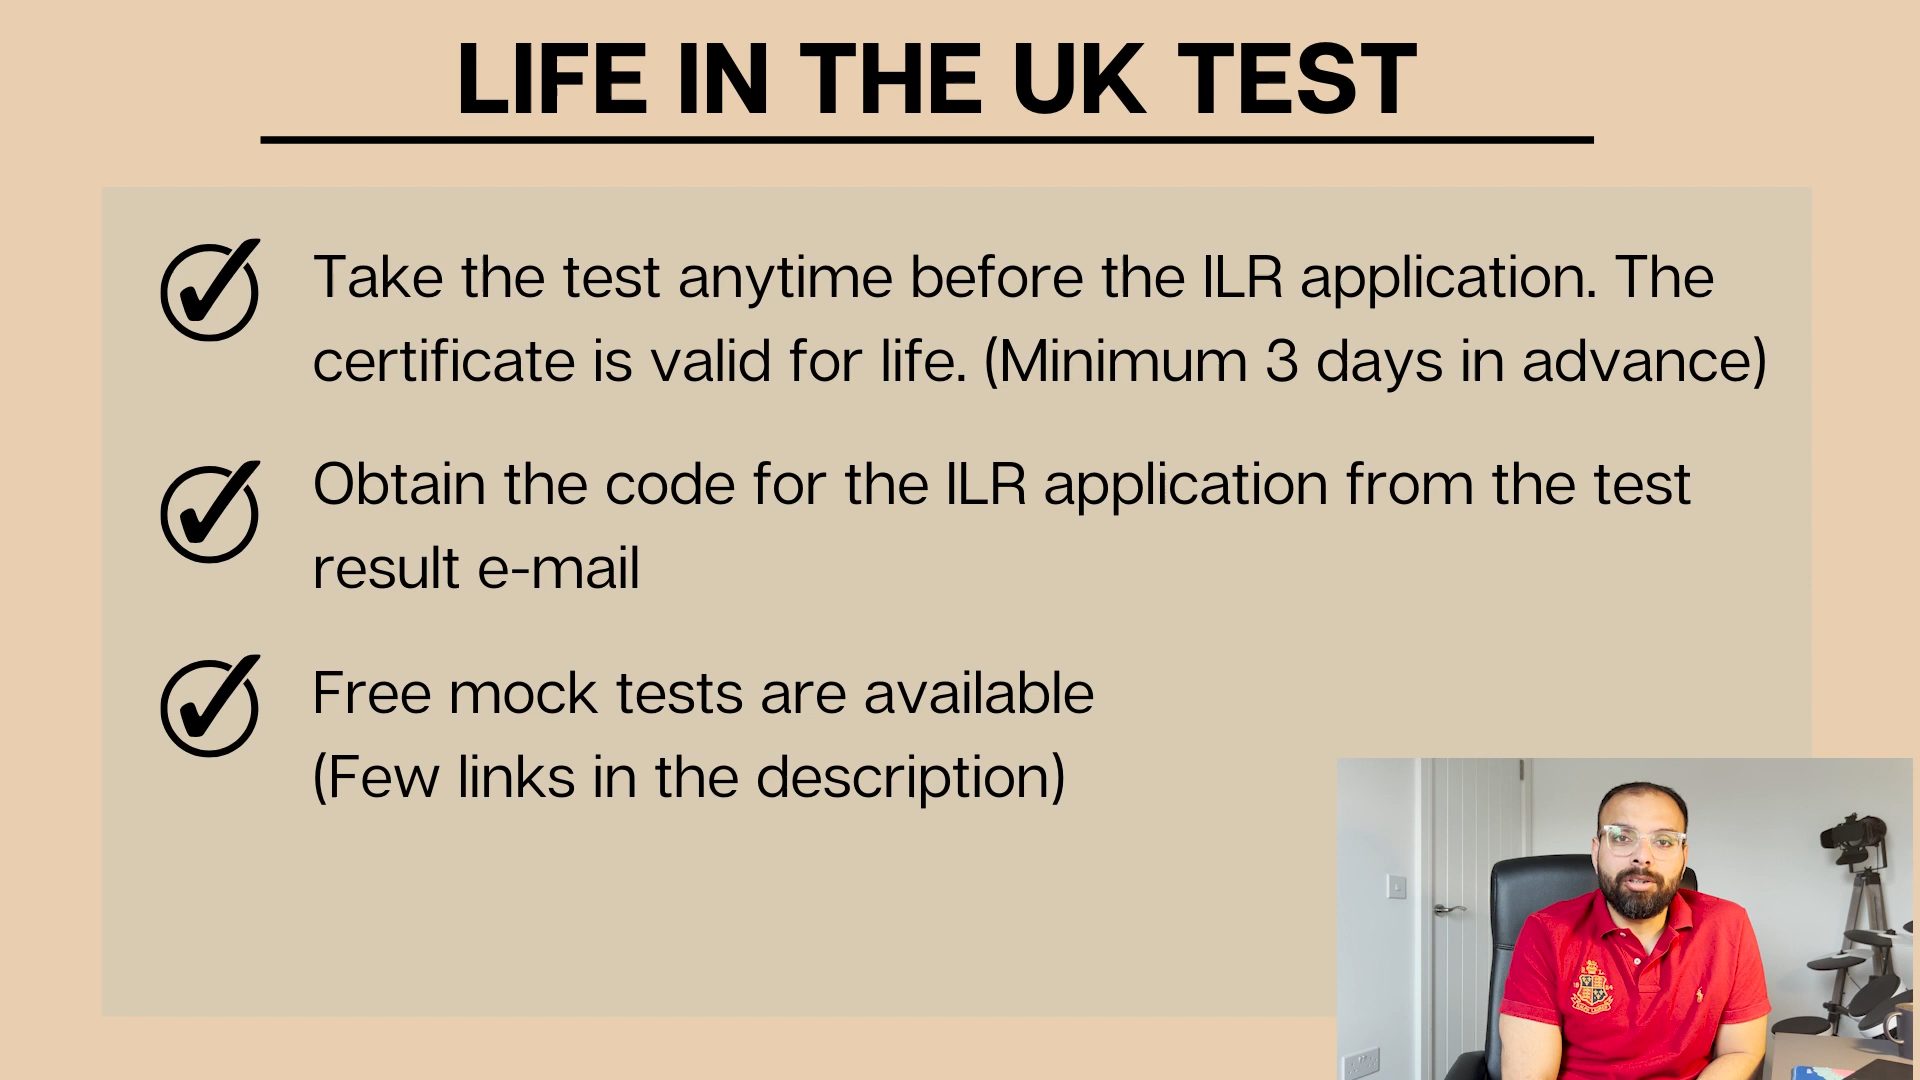 LIFE IN THE UK TEST
Take the test anytime before the ILR application. The
certificate is valid for life. (Minimum 3 days in advance)
Obtain the code for the ILR application from the test
result e-mail
Free mock tests are available
(Few links in the description)